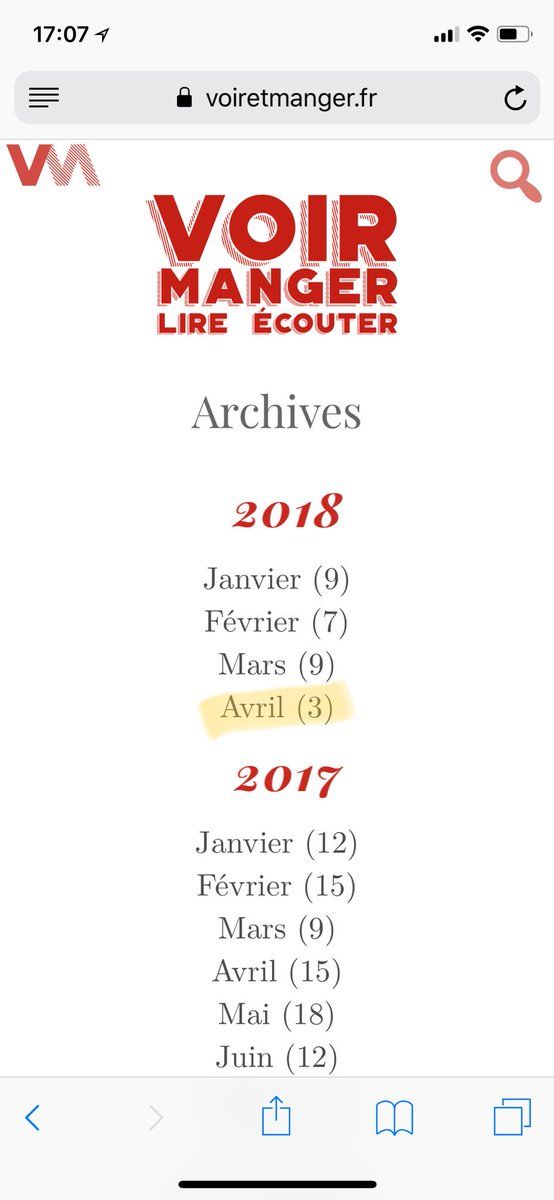 17:07
voiretmanger.fr
VM
VOIR
MANGER
LIRE ÉCOUTER
Archives
2018
Janvier (9)
Février (7)
Mars (9)
Avril (3)
2017
Janvier (12)
Février (15)
Mars (9)
Avril (15)
Mai (18)
Juin (12)